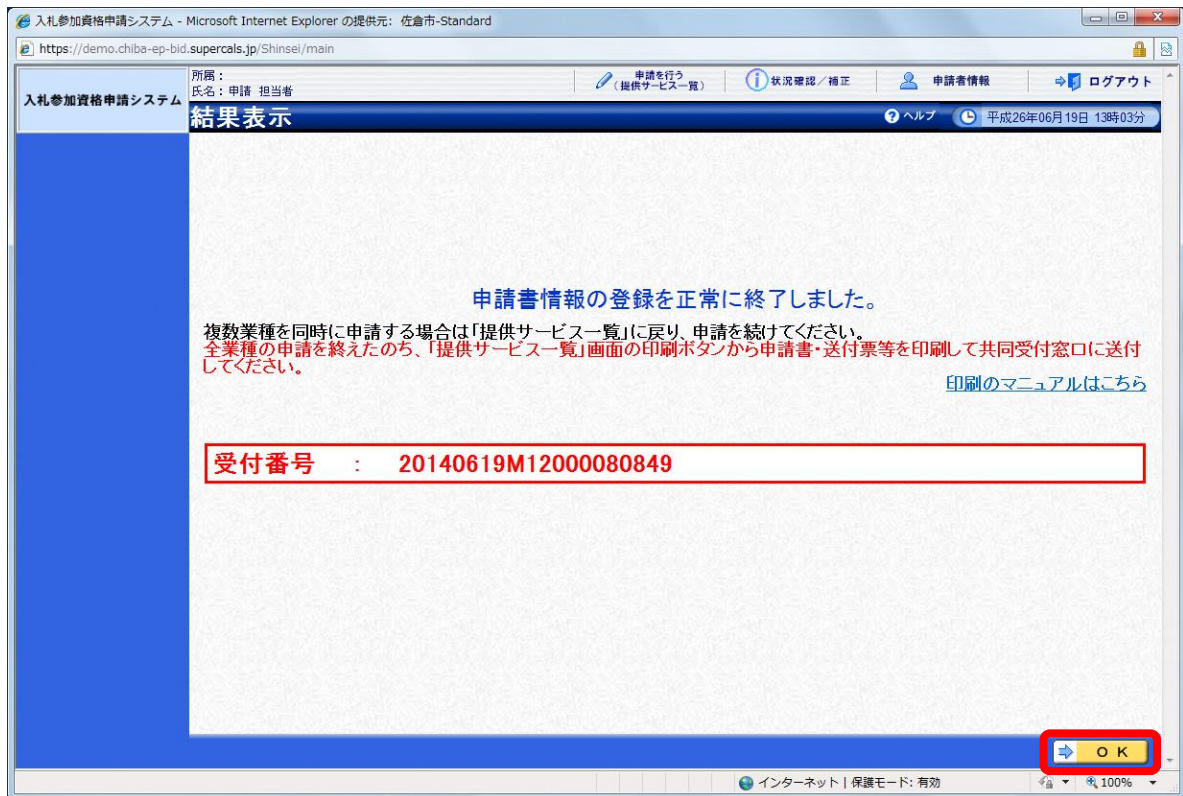 入札参加資格申請システム - Microsoft Internet Explorer の提供元: 佐倉市-Standard
https://demo.chiba-ep-bid.supercals.jp/Shinsei/main
入札参加資格申請システム
所属：
氏名：申請 担当者
申請を行う
（提供サービス一覧）
状況確認／補正
申請者情報
ログアウト
結果表示
ヘルプ
平成26年06月19日 13時03分
申請書情報の登録を正常に終了しました。
複数業種を同時に申請する場合は「提供サービス一覧」に戻り、申請を続けてください。
全業種の申請を終えたのち、「提供サービス一覧」画面の印刷ボタンから申請書・送付票等を印刷して共同受付窓口に送付
してください。
印刷のマニュアルはこちら
受付番号 ： 20140619M12000080849
ＯＫ
インターネット | 保護モード: 有効
100%